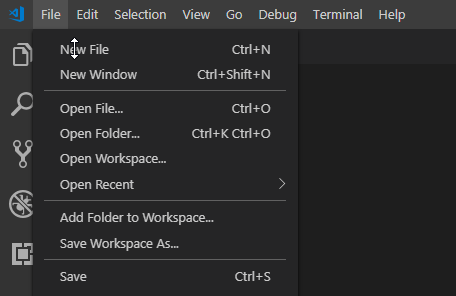 File Edit Selection View Go Debug Terminal Help
New File Ctrl+N
New Window Ctrl+Shift+N
Open File... Ctrl+O
Open Folder... Ctrl+K Ctrl+O
Open Workspace...
Open Recent
Add Folder to Workspace...
Save Workspace As...
Save Ctrl+S